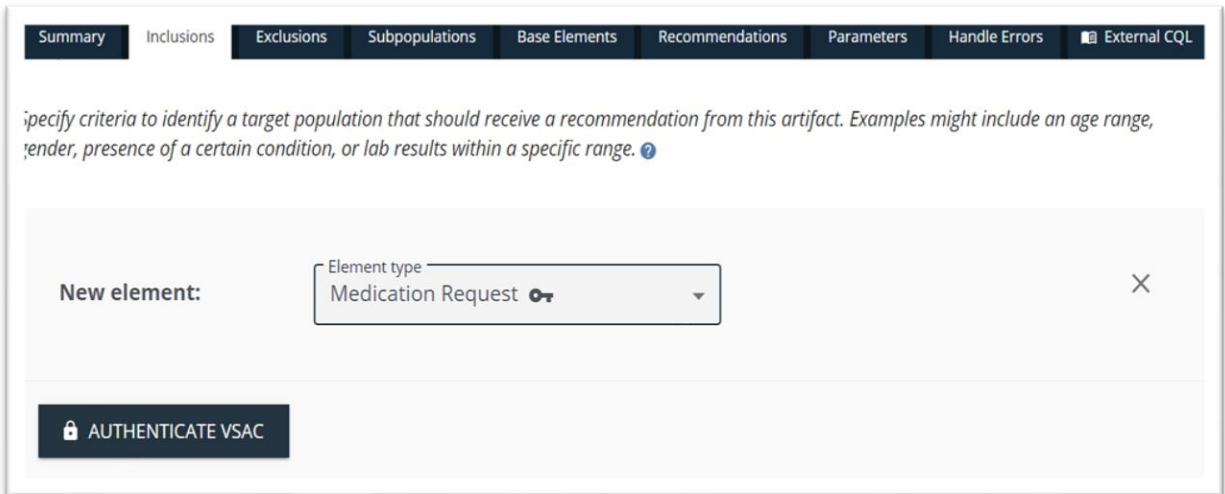 Summary Inclusions Exclusions Subpopulations Base Elements Recommendations Parameters Handle Errors External CQL
Specify criteria to identify a target population that should receive a recommendation from this artifact. Examples might include an age range,
gender, presence of a certain condition, or lab results within a specific range. ?
Element type
New element: Medication Request
AUTHENTICATE VSAC